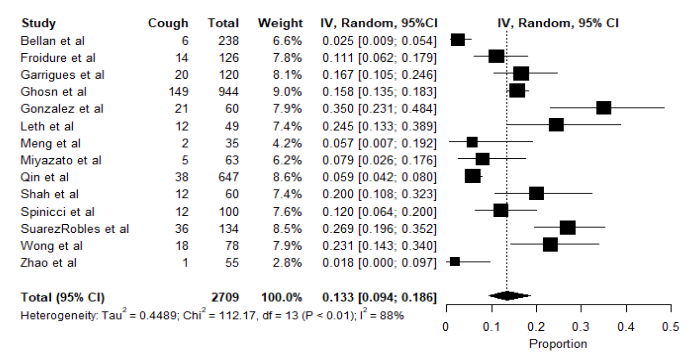 Study Cough Total Weight IV, Random, 95%CI IV, Random, 95%CI
Bellan et al 6 238 6.6% 0.025 [0.009; 0.054]
Froidure et al 14 126 7.8% 0.111 [0.062; 0.179]
Garrigues et al 20 120 8.1% 0.167 [0.105; 0.246]
Ghosn et al 149 944 9.0% 0.158 [0.135; 0.183]
Gonzalez et al 21 60 8.0% 0.350 [0.231; 0.484]
Leth et al 12 49 7.4% 0.245 [0.133; 0.389]
Meng et al 2 35 4.2% 0.057 [0.007; 0.192]
Miyazato et al 5 63 6.3% 0.079 [0.026; 0.176]
Qin et al 38 647 8.6% 0.059 [0.042; 0.080]
Shah et al 12 60 7.5% 0.200 [0.108; 0.323]
Spinicci et al 12 100 7.6% 0.120 [0.064; 0.200]
SuarezRobles et al 36 134 8.5% 0.269 [0.196; 0.352]
Wong et al 18 78 7.9% 0.231 [0.143; 0.340]
Zhao et al 1 55 2.8% 0.018 [0.000; 0.097]
Total (95% CI) 2709 100.0% 0.133 [0.094; 0.186]
Heterogeneity: Tau² = 0.4489; Chi² = 112.17, df = 13 (P < 0.01); I² = 88%
0 0.1 0.2 0.3 0.4 0.5
Proportion